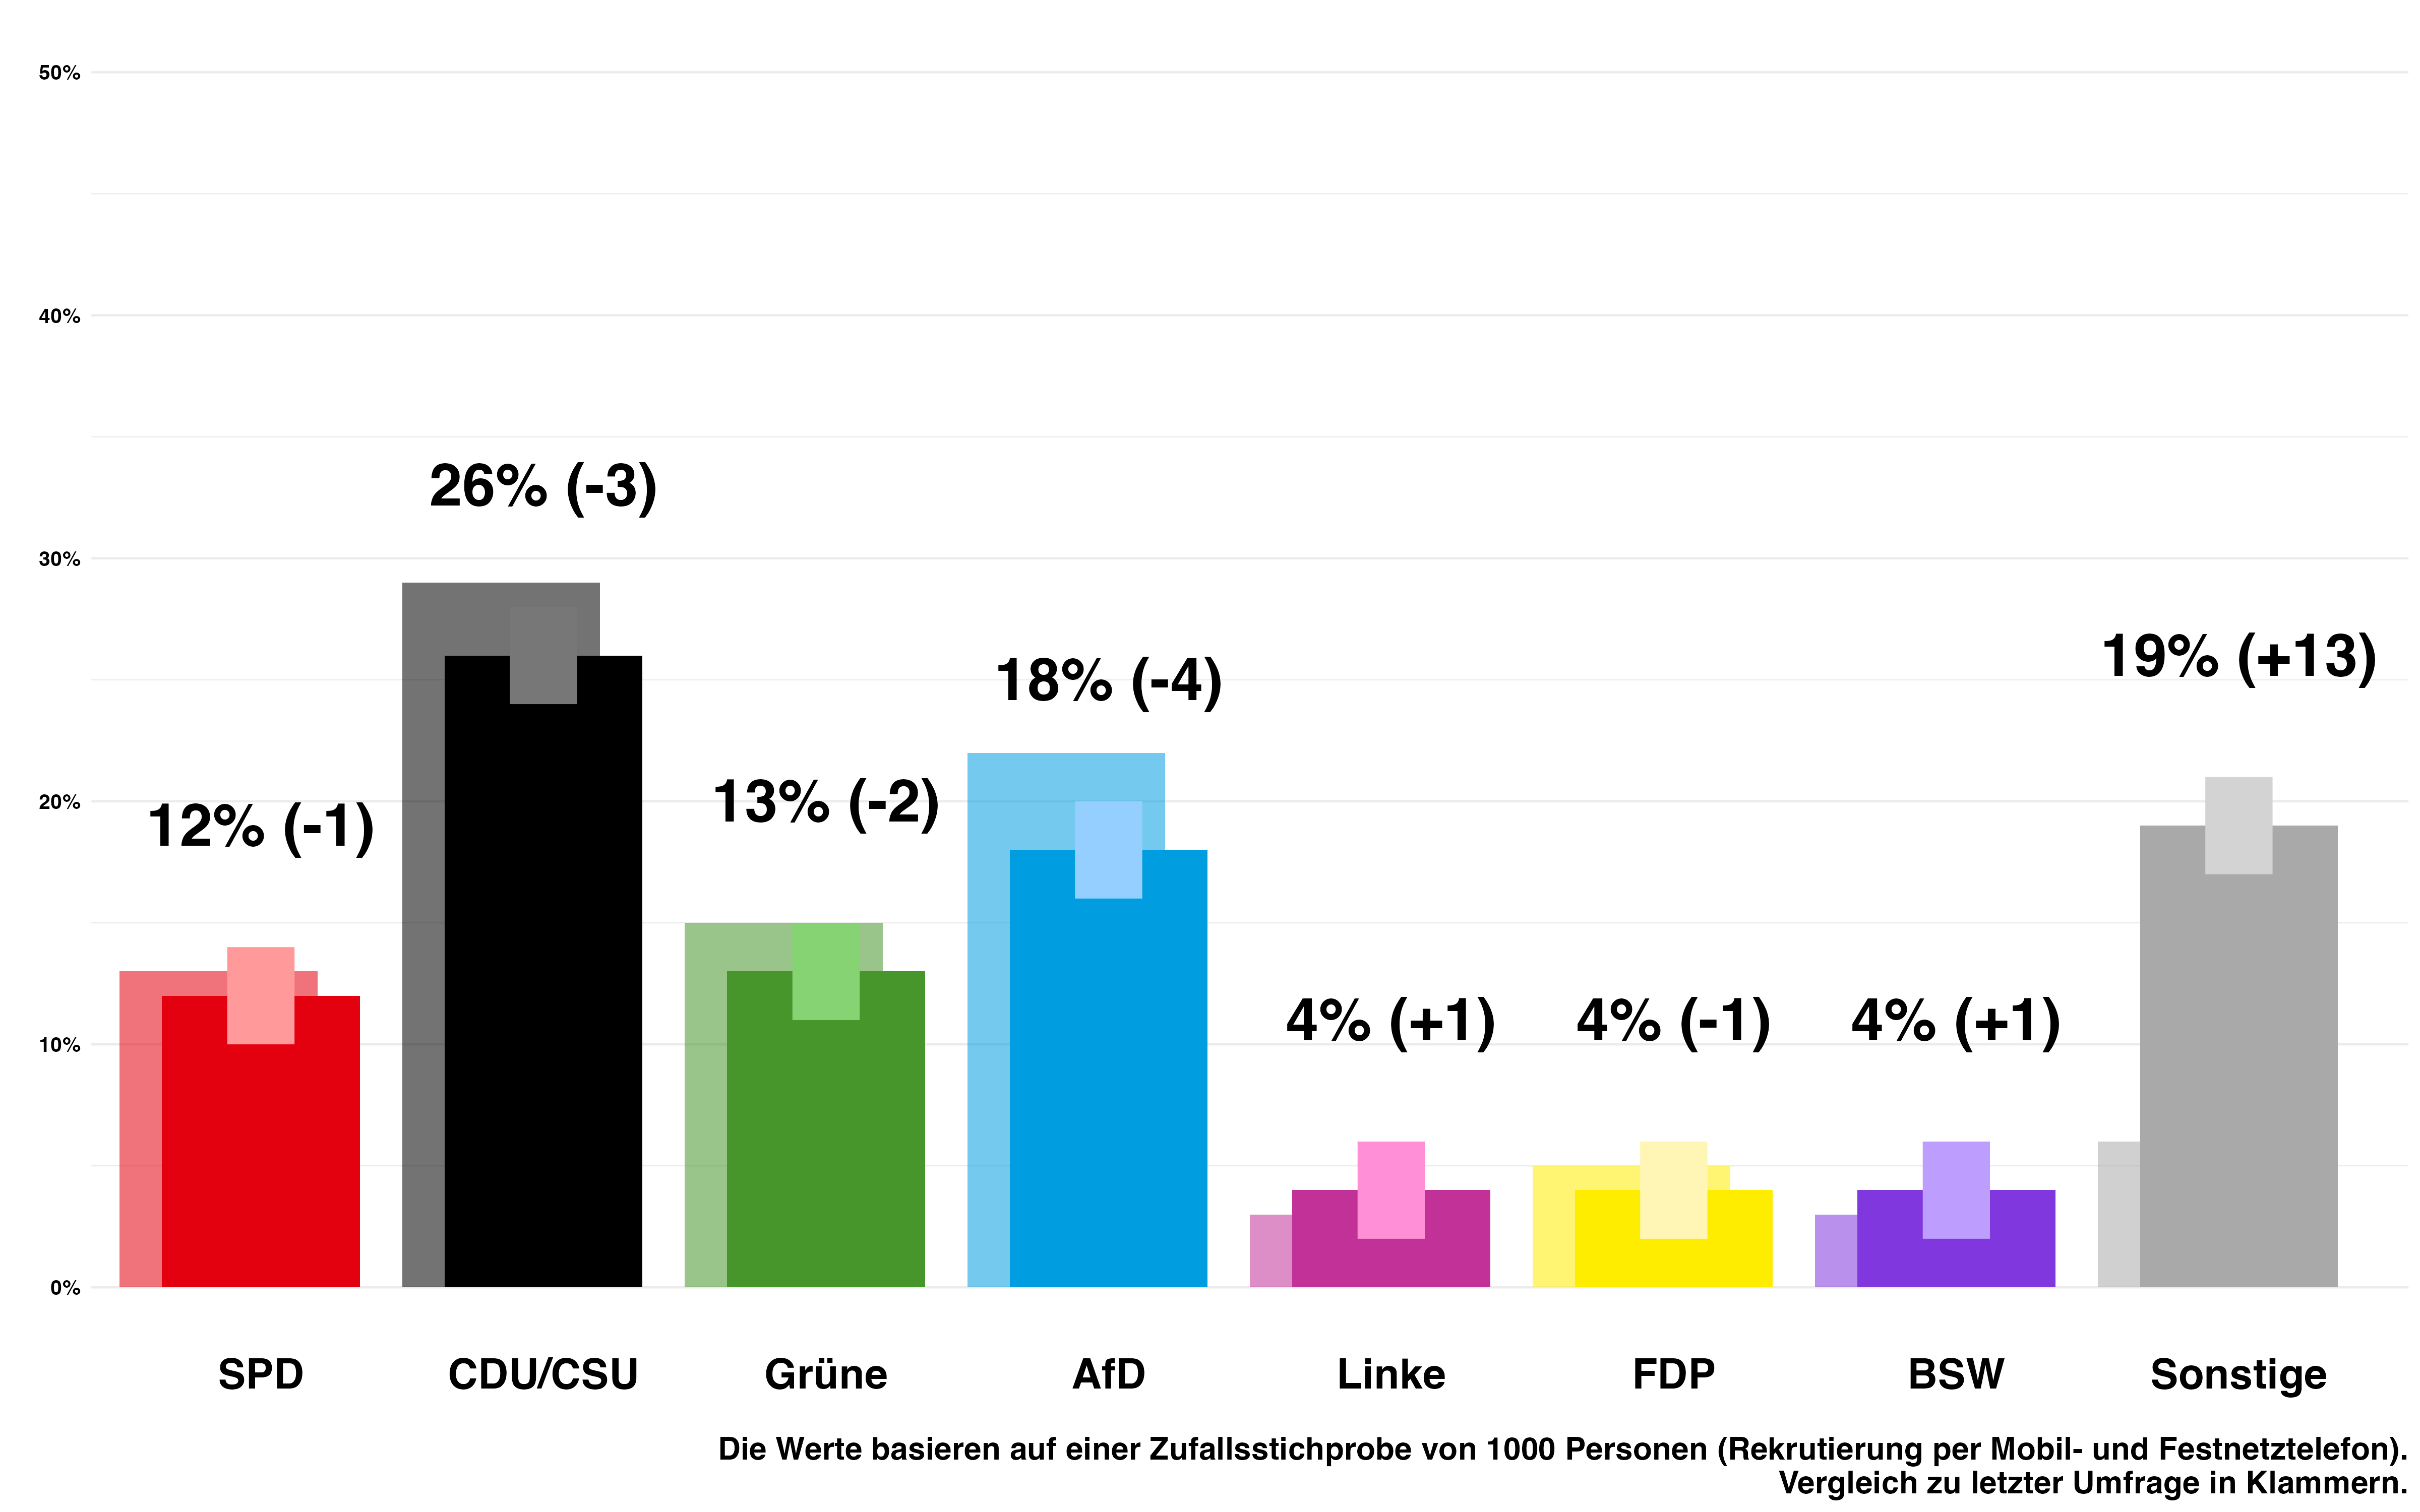 50%
40%
30%
20%
10%
0%
12% (-1)
26% (-3)
13% (-2)
18% (-4)
4% (+1)
4% (-1)
4% (+1)
19% (+13)
SPD
CDU/CSU
Grüne
AfD
Linke
FDP
BSW
Sonstige
Die Werte basieren auf einer Zufallsstichprobe von 1000 Personen (Rekrutierung per Mobil- und Festnetztelefon).
Vergleich zu letzter Umfrage in Klammern.